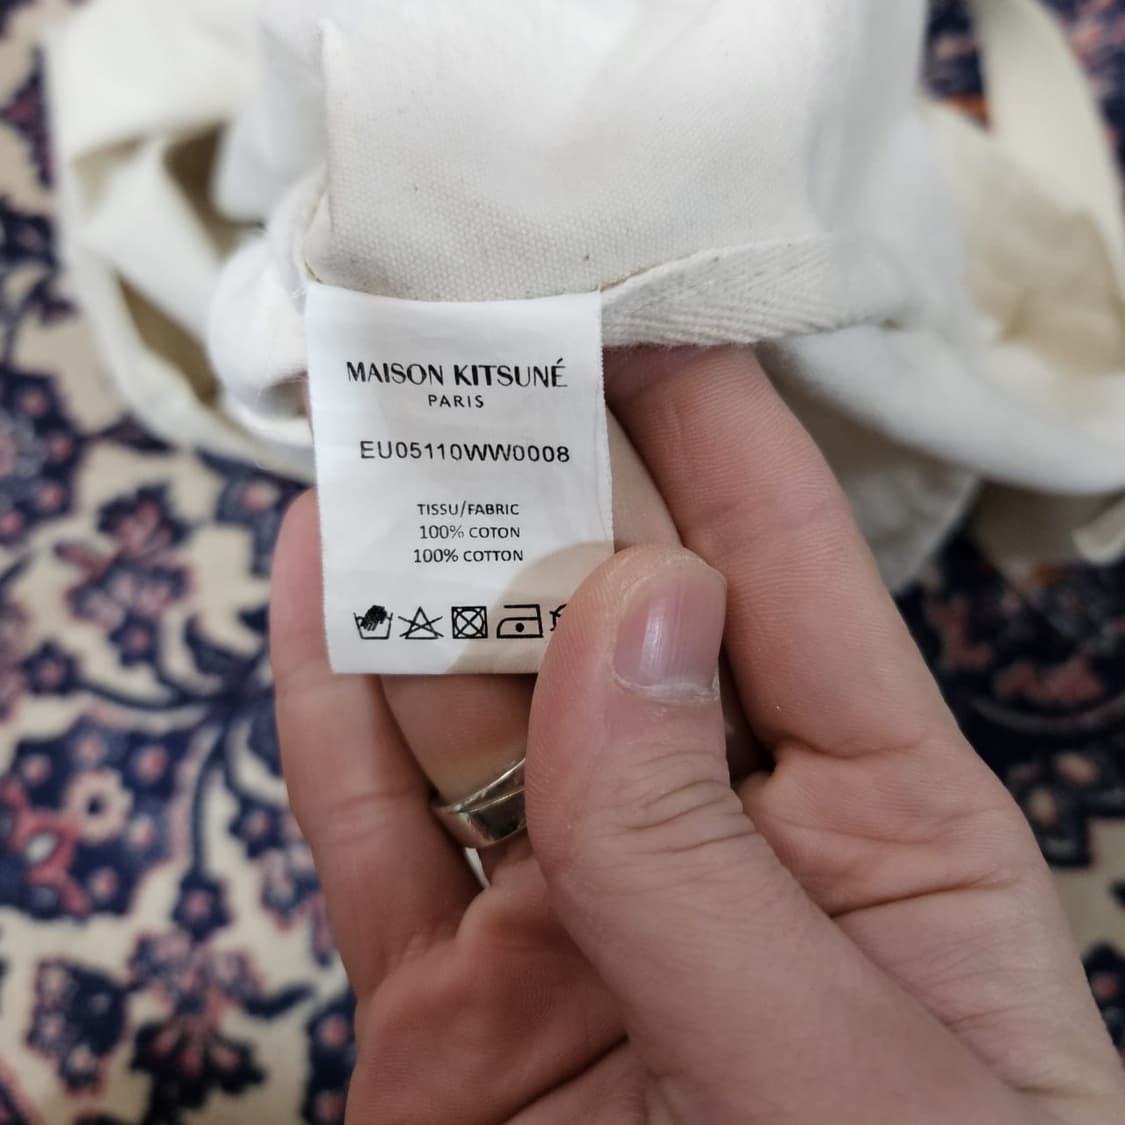 MAISON KITSUNÉ
PARIS
EU05110WW0008
TISSU/FABRIC
100% COTON
100% COTTON